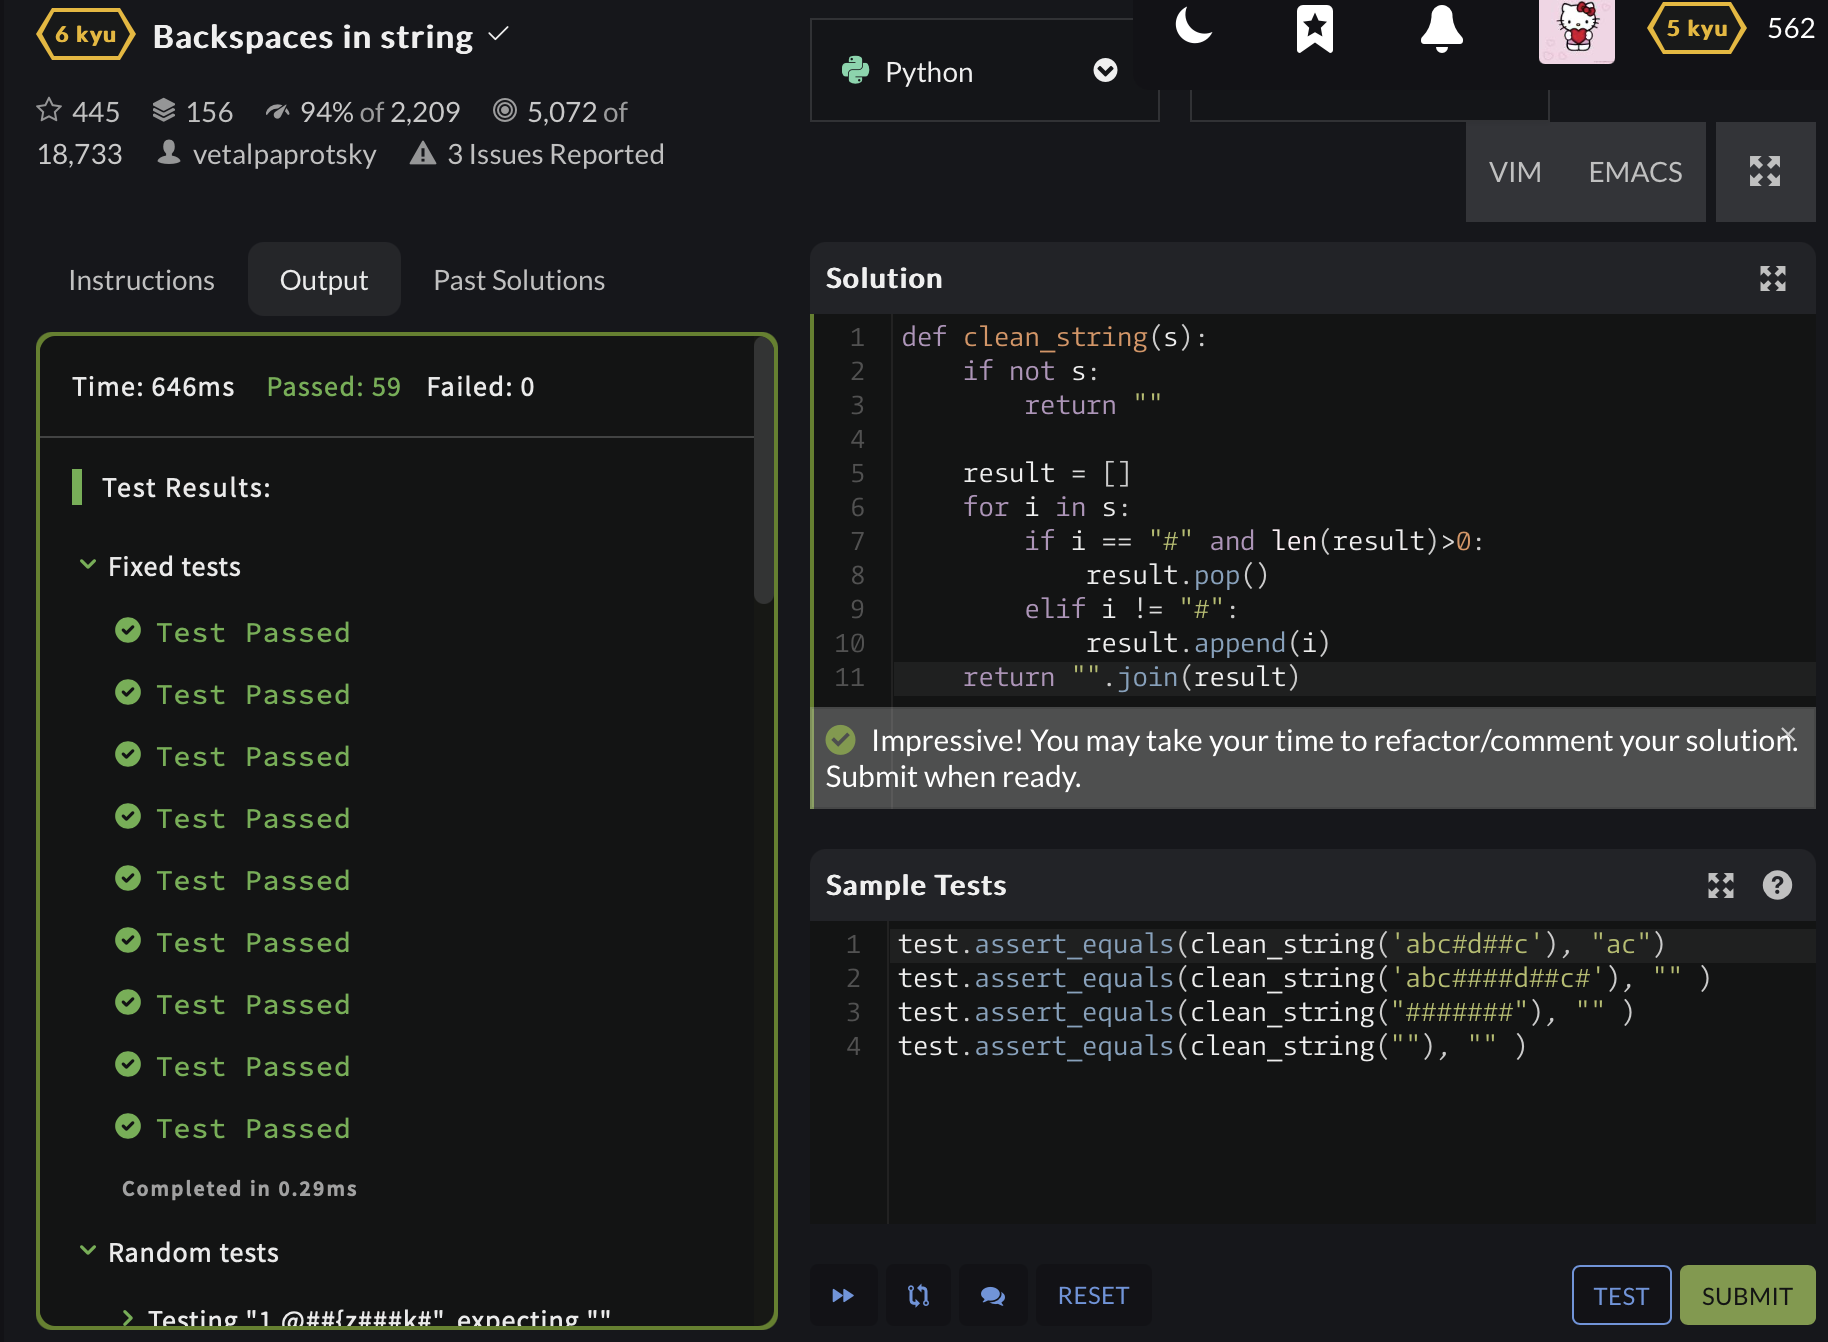 6 kyu Backspaces in string
445 156 94% of 2,209 5,072 of
18,733 vetalpaprotsky 3 Issues Reported
Python
5 kyu 562
VIM EMACS
Instructions Output Past Solutions
Time: 646ms Passed: 59 Failed: 0
Test Results:
Fixed tests
Test Passed
Test Passed
Test Passed
Test Passed
Test Passed
Test Passed
Test Passed
Test Passed
Test Passed
Completed in 0.29ms
Random tests
Testing "1 @##{z###k#", expecting ""
Solution
1 def clean_string(s):
2     if not s:
3         return ""
4
5     result = []
6     for i in s:
7         if i == "#" and len(result)>0:
8             result.pop()
9         elif i != "#":
10             result.append(i)
11     return "".join(result)
Impressive! You may take your time to refactor/comment your solution.
Submit when ready.
Sample Tests
1 test.assert_equals(clean_string('abc#d##c'), "ac")
2 test.assert_equals(clean_string('abc####d##c#'), "" )
3 test.assert_equals(clean_string("#######"), "" )
4 test.assert_equals(clean_string(""), "" )
RESET TEST SUBMIT